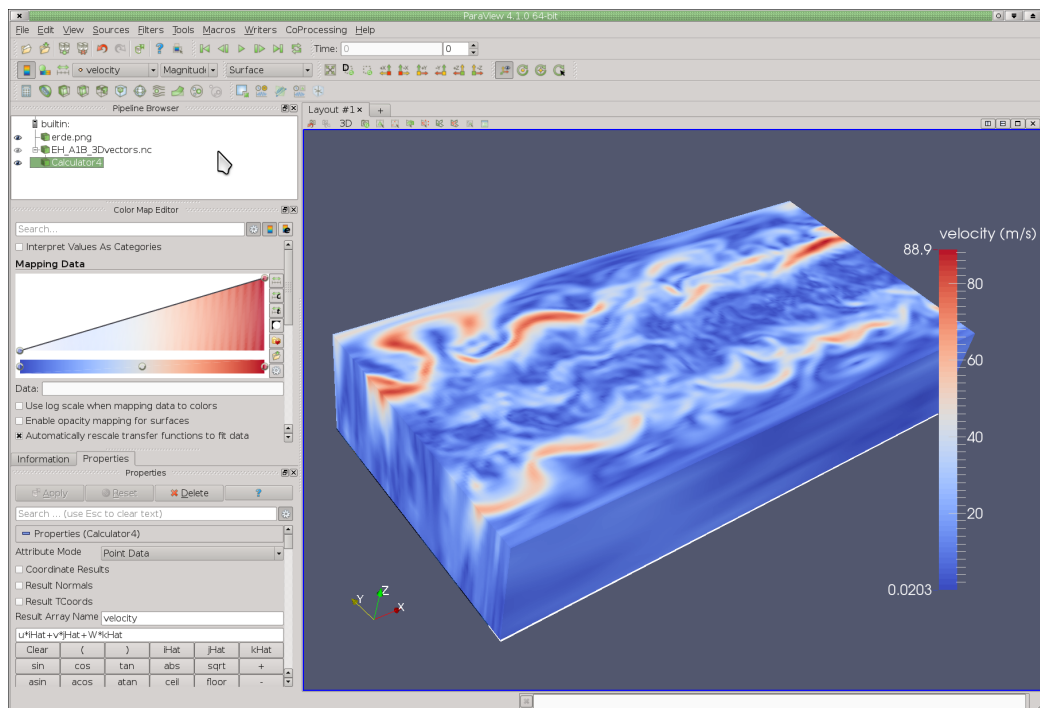 ParaView 4.1.0 64-bit
File Edit View Sources Filters Tools Macros Writers CoProcessing Help
Time: 0 0
velocity Magnitud Surface
Pipeline Browser
builtin:
erde.png
EH_A1B_3Dvectors.nc
Calculator4
Color Map Editor
Search...
Interpret Values As Categories
Mapping Data
Data:
Use log scale when mapping data to colors
Enable opacity mapping for surfaces
Automatically rescale transfer functions to fit data
Information Properties
Properties
Apply Reset Delete ?
Search ... (use Esc to clear text)
Properties (Calculator4)
Attribute Mode Point Data
Coordinate Results
Result Normals
Result TCoords
Result Array Name velocity
u*iHat+v*jHat+W*kHat
Clear ( ) iHat jHat kHat
sin cos tan abs sqrt +
asin acos atan ceil floor -
Layout #1 +
3D
velocity (m/s)
88.9
80
60
40
20
0.0203
Z
Y
X